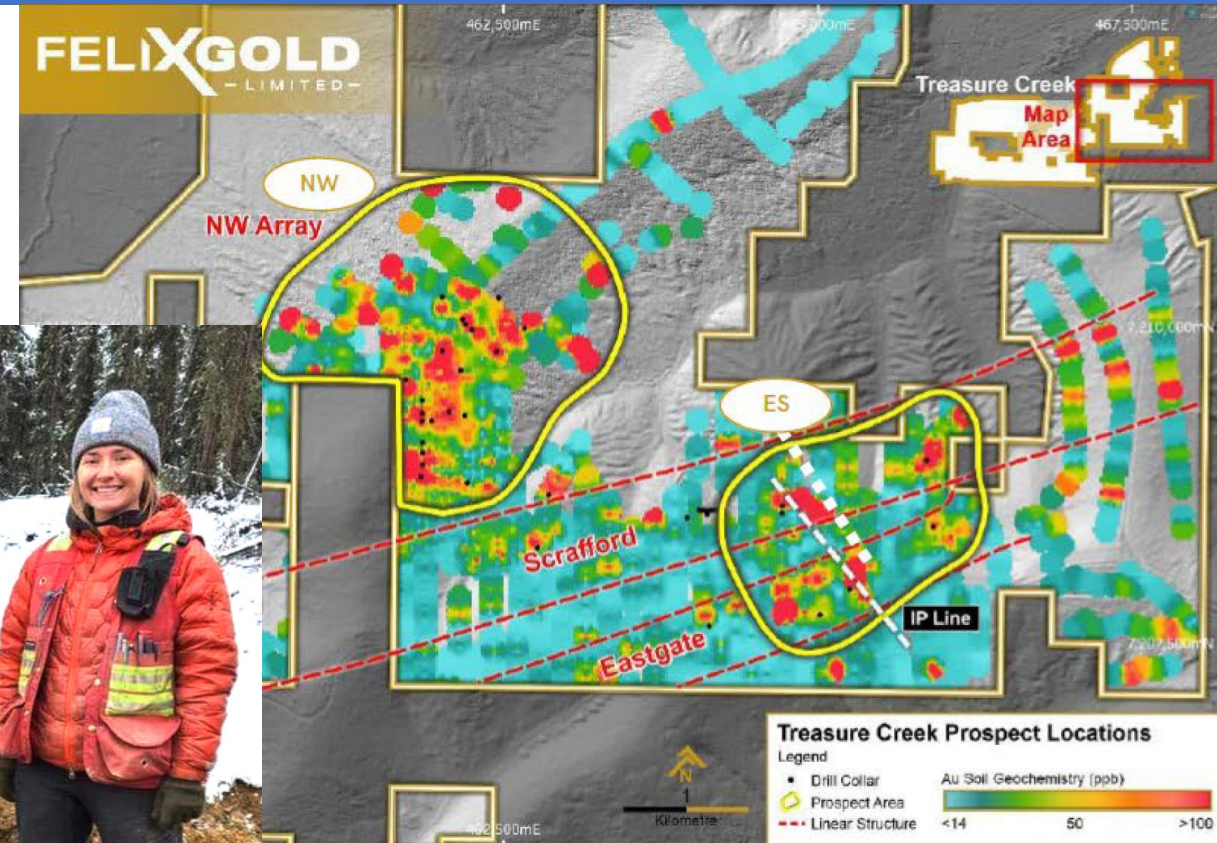 FELIXGOLD
LIMITED
462,500mE
467,500mE
Treasure Creek
Map
Area
NW
NW Array
7,210,000mN
ES
Scrafford
Eastgate
IP Line
7,207,500mN
N
1
Kilometre
462,500mE
Treasure Creek Prospect Locations
Legend
Drill Collar
Prospect Area
Linear Structure
Au Soil Geochemistry (ppb)
<14 50 >100